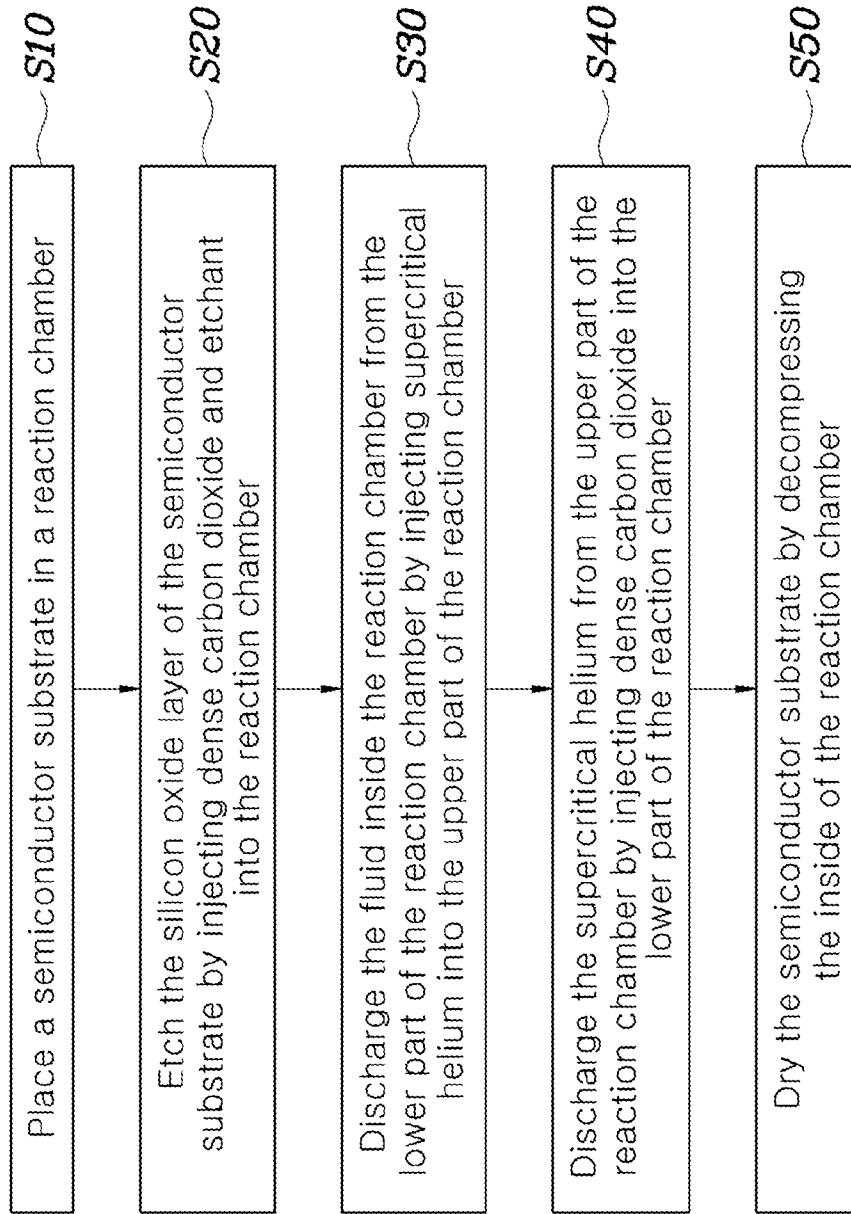 Place a semiconductor substrate in a reaction chamber
S10
Etch the silicon oxide layer of the semiconductor
substrate by injecting dense carbon dioxide and etchant
into the reaction chamber
S20
Discharge the fluid inside the reaction chamber from the
lower part of the reaction chamber by injecting supercritical
helium into the upper part of the reaction chamber
S30
Discharge the supercritical helium from the upper part of the
reaction chamber by injecting dense carbon dioxide into the
lower part of the reaction chamber
S40
Dry the semiconductor substrate by decompressing
the inside of the reaction chamber
S50